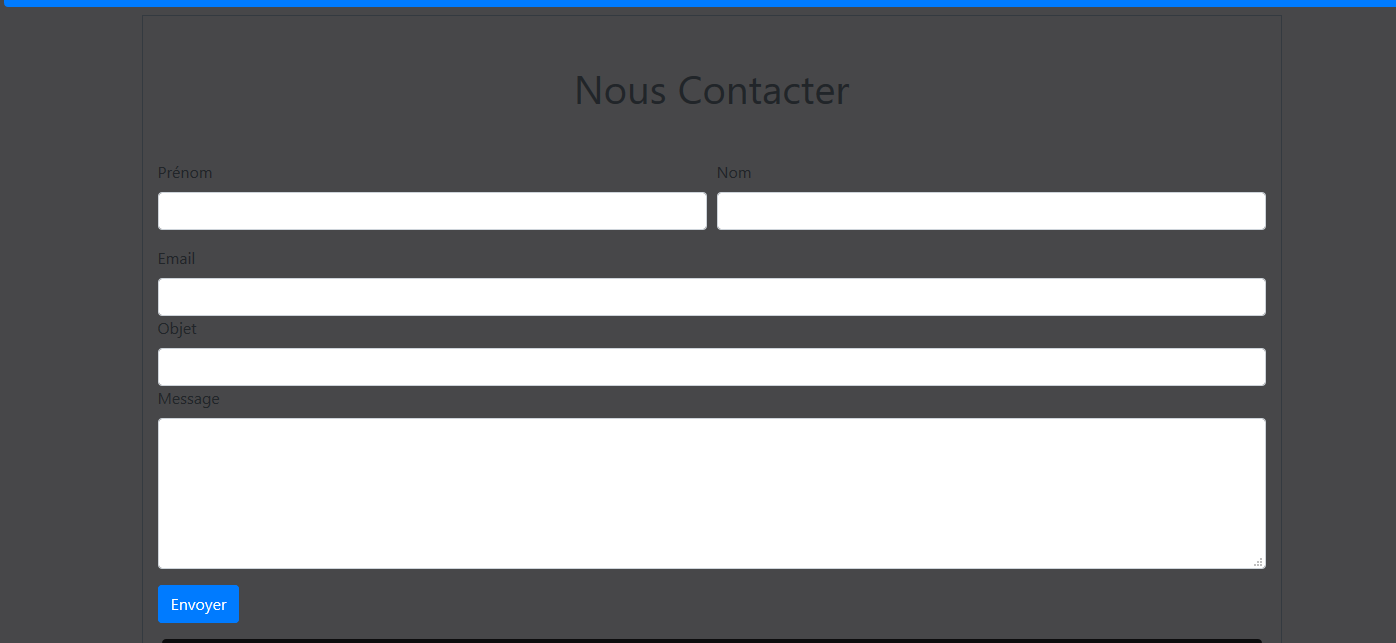 Nous Contacter
Prénom Nom
Email
Objet
Message
Envoyer